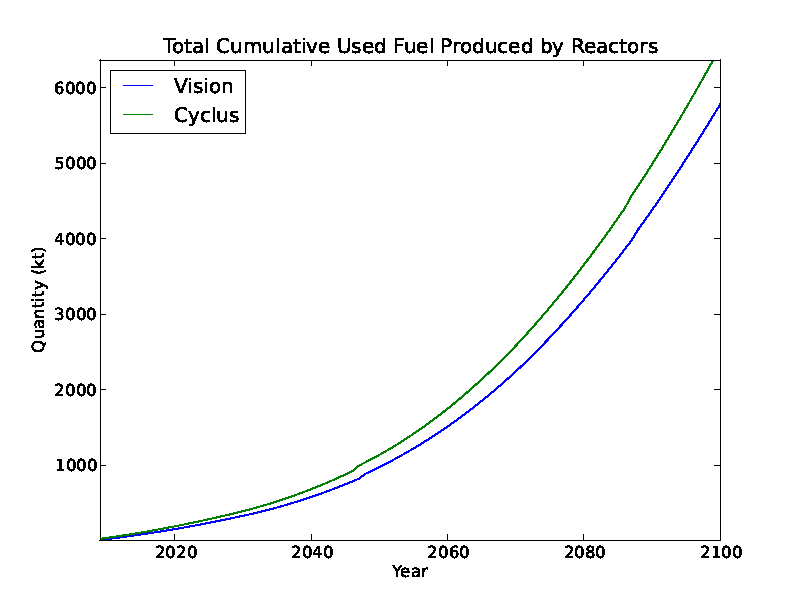 Total Cumulative Used Fuel Produced by Reactors
Vision
Cyclus
6000
5000
4000
3000
2000
1000
Quantity (kt)
2020 2040 2060 2080 2100
Year